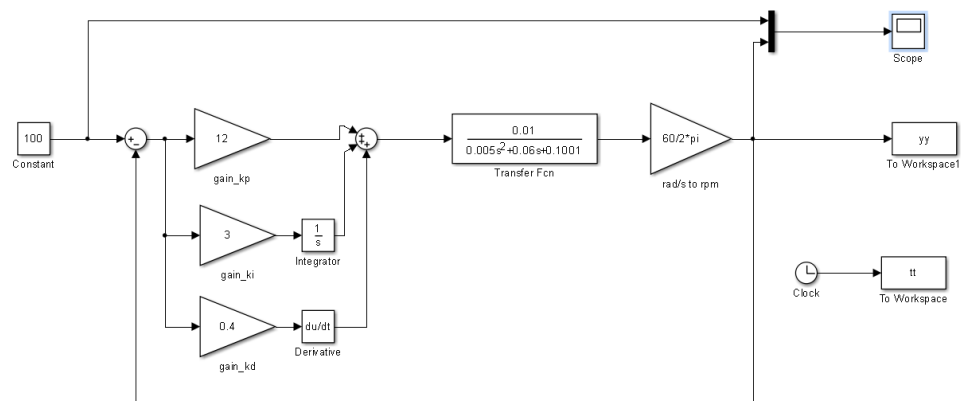 Scope
100
Constant
+
−
12
gain_kp
+
+
+
0.01
0.005s2+0.06s+0.1001
Transfer Fcn
60/2*pi
rad/s to rpm
yy
To Workspace1
3
gain_ki
1
s
Integrator
Clock
tt
To Workspace
0.4
gain_kd
du/dt
Derivative